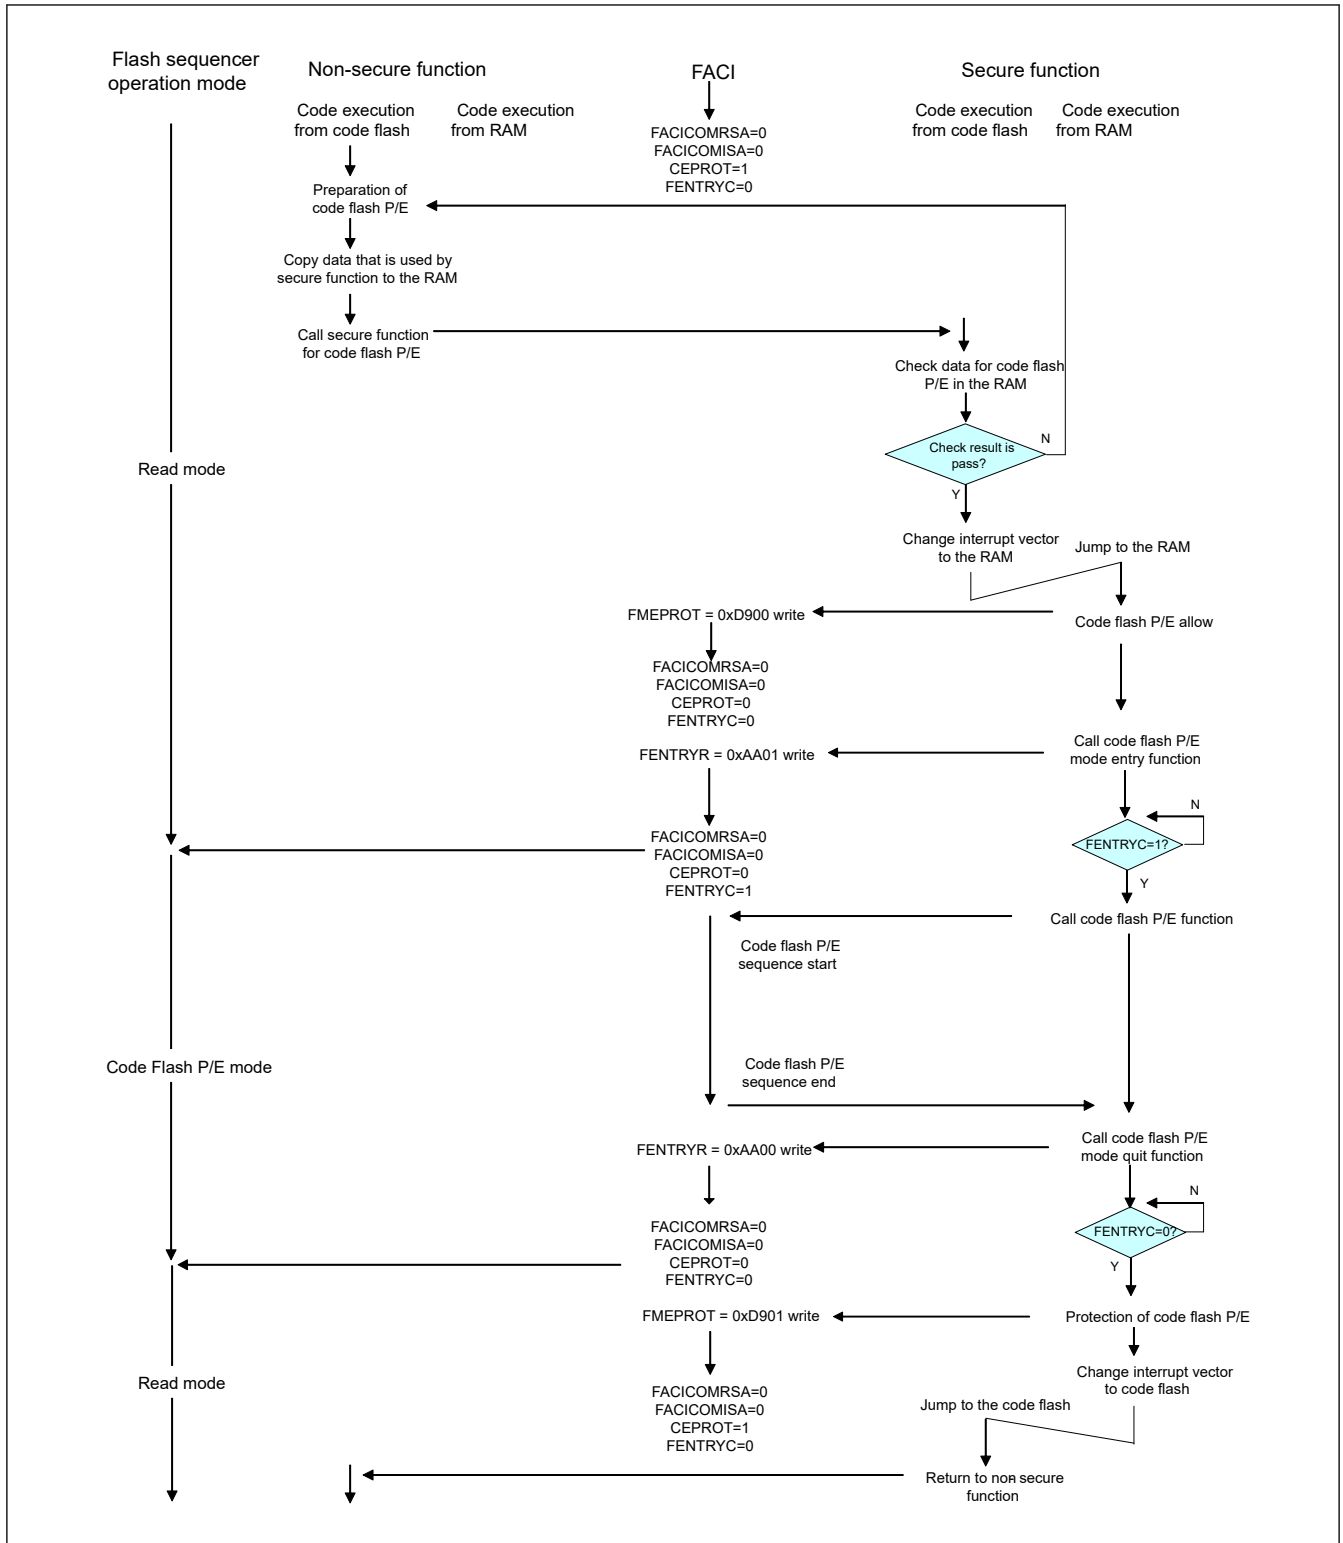 Flash sequencer
operation mode
Non-secure function
FACI
Secure function
Code execution
from code flash
Code execution
from RAM
Code execution
from code flash
Code execution
from RAM
FACICOMRSA=0
FACICOMISA=0
CEPROT=1
FENTRYC=0
Preparation of
code flash P/E
Copy data that is used by
secure function to the RAM
Call secure function
for code flash P/E
Check data for code flash
P/E in the RAM
Check result is
pass?
N
Y
Read mode
Change interrupt vector
to the RAM
Jump to the RAM
FMEPROT = 0xD900 write
Code flash P/E allow
FACICOMRSA=0
FACICOMISA=0
CEPROT=0
FENTRYC=0
FENTRYR = 0xAA01 write
Call code flash P/E
mode entry function
N
FENTRYC=1?
Y
FACICOMRSA=0
FACICOMISA=0
CEPROT=0
FENTRYC=1
Call code flash P/E function
Code flash P/E
sequence start
Code Flash P/E mode
Code flash P/E
sequence end
FENTRYR = 0xAA00 write
Call code flash P/E
mode quit function
N
FENTRYC=0?
Y
FACICOMRSA=0
FACICOMISA=0
CEPROT=0
FENTRYC=0
FMEPROT = 0xD901 write
Protection of code flash P/E
Read mode
Change interrupt vector
to code flash
FACICOMRSA=0
FACICOMISA=0
CEPROT=1
FENTRYC=0
Jump to the code flash
Return to non secure
function